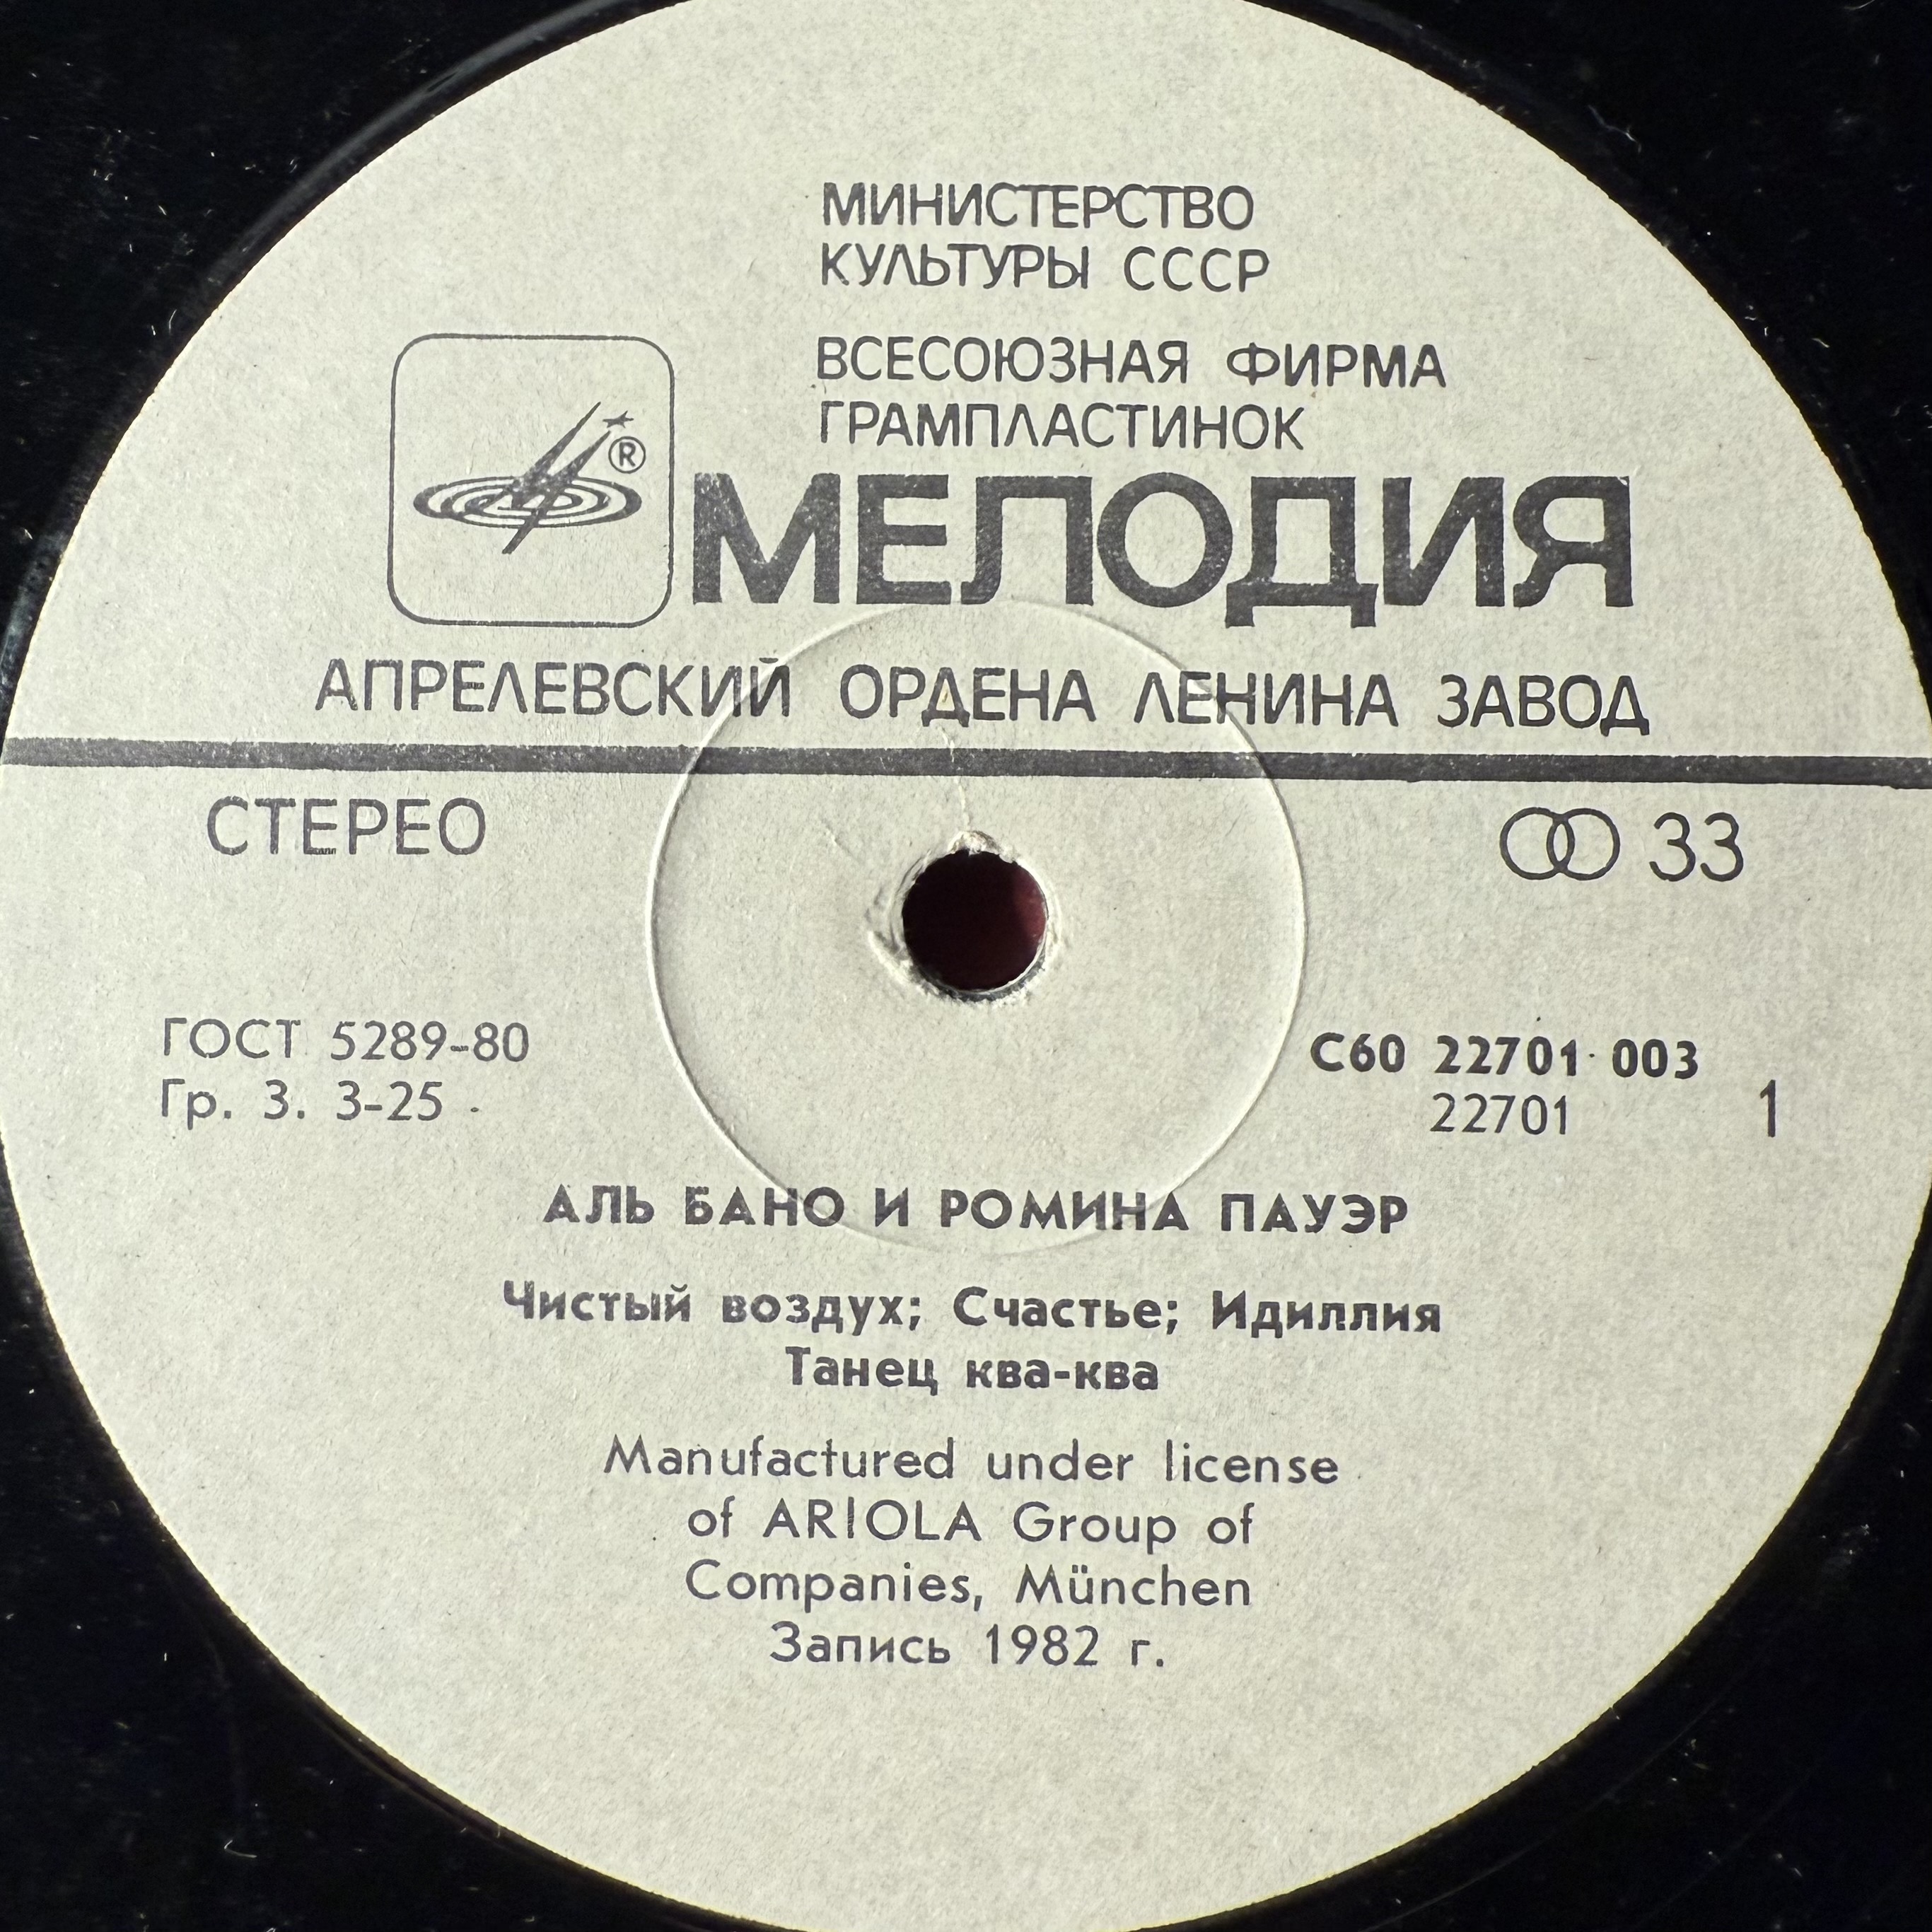 МИНИСТЕРСТВО
КУЛЬТУРЫ СССР
ВСЕСОЮЗНАЯ ФИРМА
ГРАМПЛАСТИНОК
®
МЕЛОДИЯ
АПРЕЛЕВСКИЙ ОРДЕНА ЛЕНИНА ЗАВОД
СТЕРЕО
33
ГОСТ 5289-80
Гр. 3. 3-25
С60 22701 003
22701
1
АЛЬ БАНО И РОМИНА ПАУЭР
Чистый воздух; Счастье; Идиллия
Танец ква-ква
Manufactured under license
of ARIOLA Group of
Companies, München
Запись 1982 г.